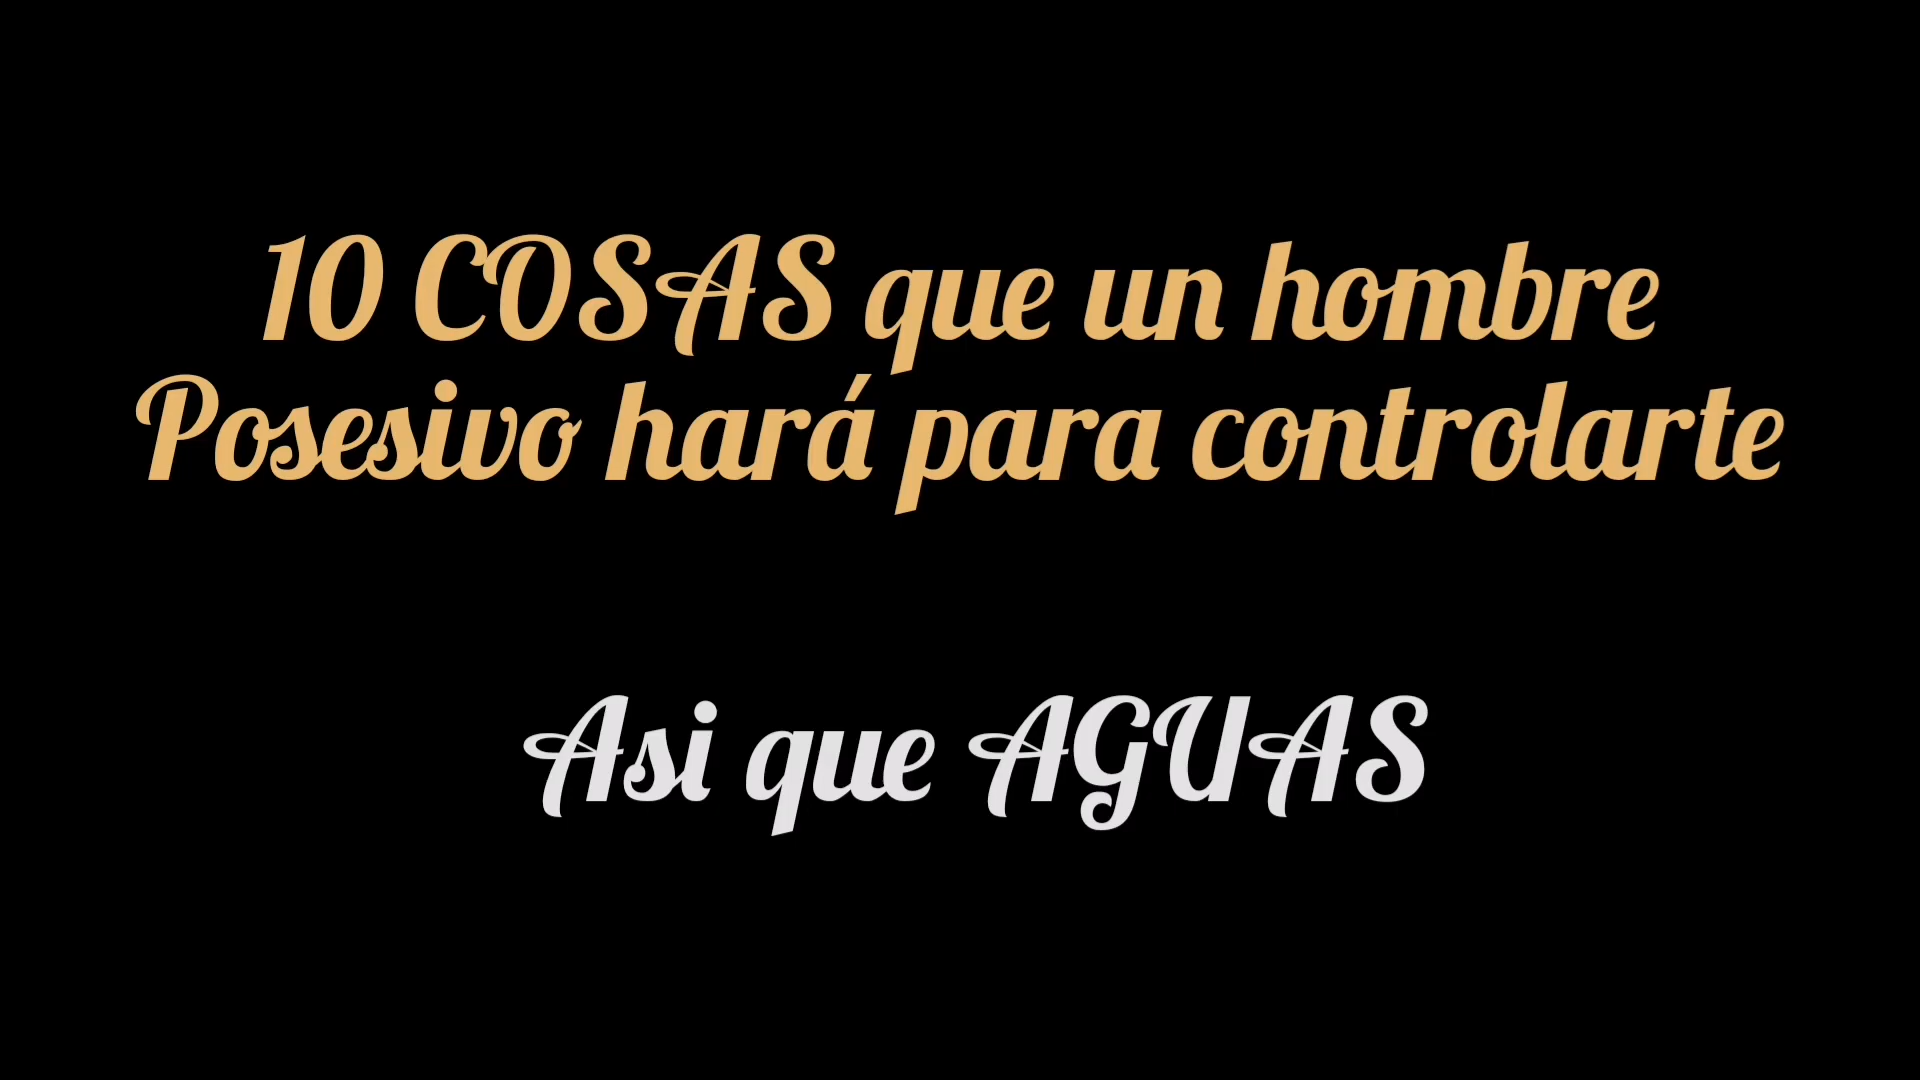 10 COSAS que un hombre
Posesivo hará para controlarte
Asi que AGUAS